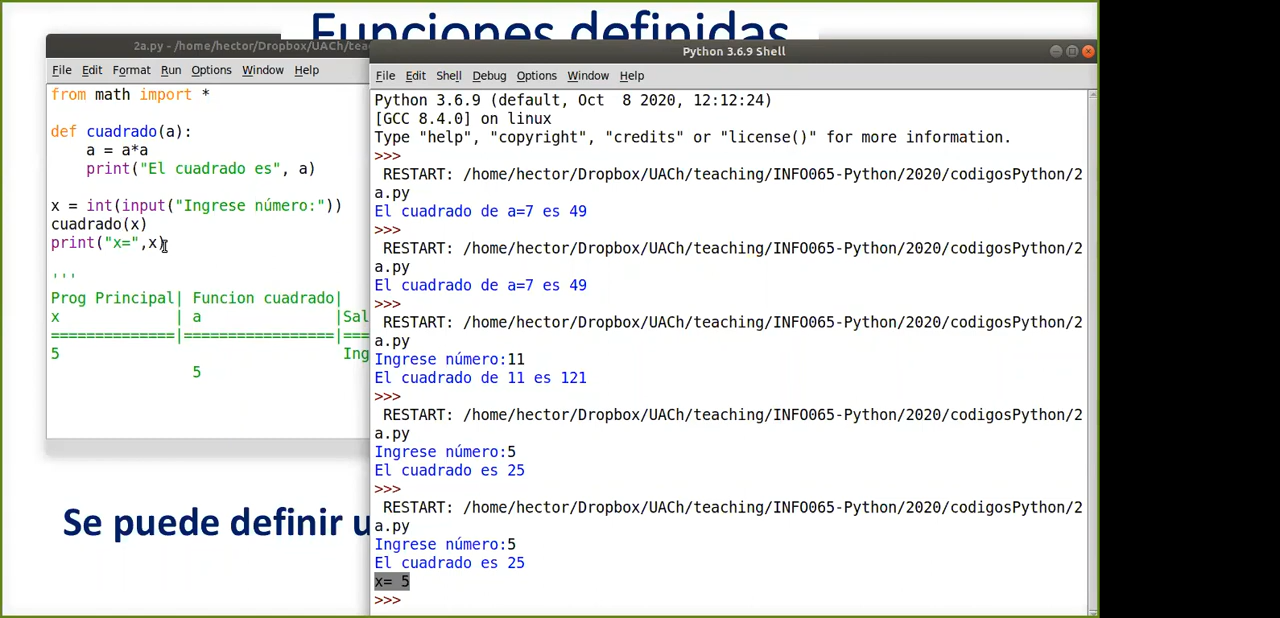 Funciones definidas
2a.py - /home/hector/Dropbox/UACh/tea
File Edit Format Run Options Window Help
from math import *
def cuadrado(a):
    a = a*a
    print("El cuadrado es", a)
x = int(input("Ingrese número:"))
cuadrado(x)
print("x=",x)
'''
Prog Principal| Funcion cuadrado|
x             | a               |Sal
==============|=================|===
5                                Ing
                5
Se puede definir u
Python 3.6.9 Shell
File Edit Shell Debug Options Window Help
Python 3.6.9 (default, Oct  8 2020, 12:12:24)
[GCC 8.4.0] on linux
Type "help", "copyright", "credits" or "license()" for more information.
>>>
 RESTART: /home/hector/Dropbox/UACh/teaching/INFO065-Python/2020/codigosPython/2
a.py
El cuadrado de a=7 es 49
>>>
 RESTART: /home/hector/Dropbox/UACh/teaching/INFO065-Python/2020/codigosPython/2
a.py
El cuadrado de a=7 es 49
>>>
 RESTART: /home/hector/Dropbox/UACh/teaching/INFO065-Python/2020/codigosPython/2
a.py
Ingrese número:11
El cuadrado de 11 es 121
>>>
 RESTART: /home/hector/Dropbox/UACh/teaching/INFO065-Python/2020/codigosPython/2
a.py
Ingrese número:5
El cuadrado es 25
>>>
 RESTART: /home/hector/Dropbox/UACh/teaching/INFO065-Python/2020/codigosPython/2
a.py
Ingrese número:5
El cuadrado es 25
x= 5
>>>